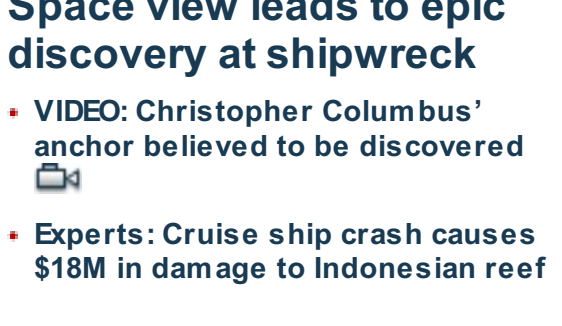 Space view leads to epic
discovery at shipwreck
VIDEO: Christopher Columbus’
anchor believed to be discovered
Experts: Cruise ship crash causes
$18M in damage to Indonesian reef